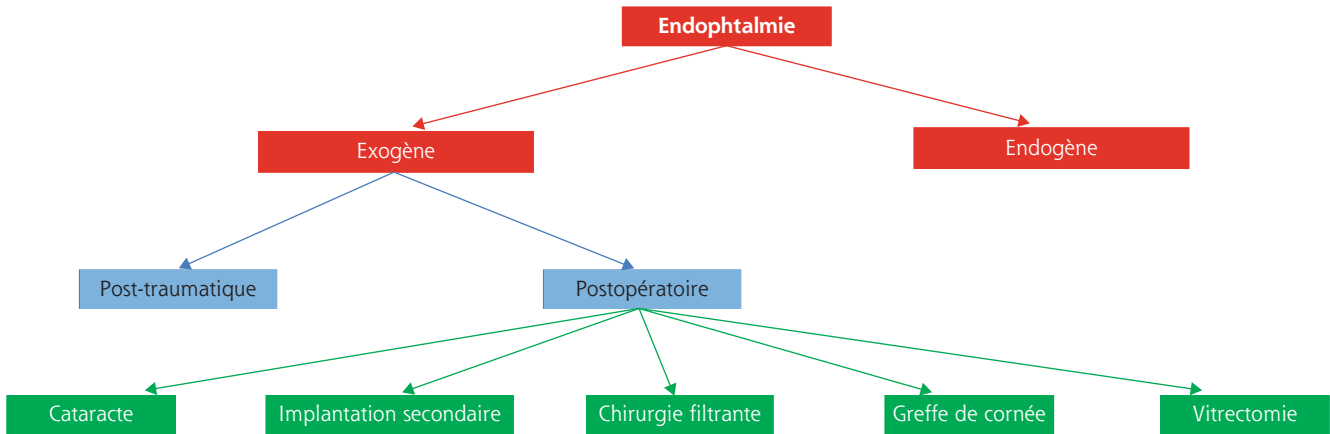 Endophtalmie
Exogène
Endogène
Post-traumatique
Postopératoire
Cataracte
Implantation secondaire
Chirurgie filtrante
Greffe de cornée
Vitrectomie